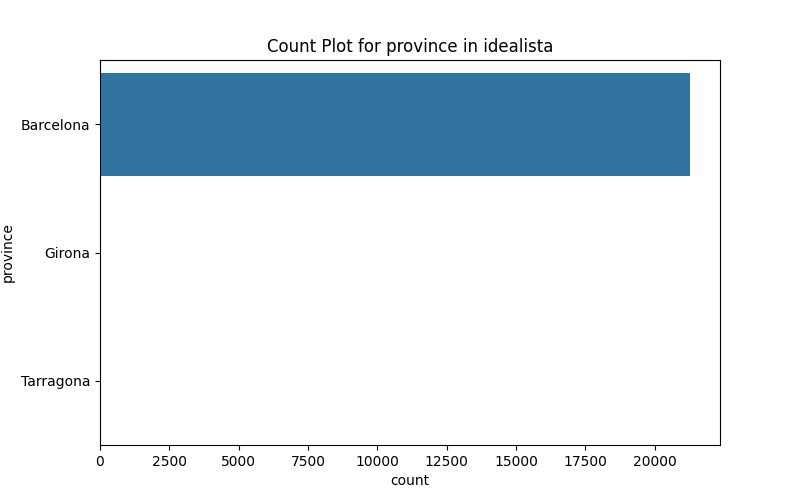 Count Plot for province in idealista
province
Barcelona
Girona
Tarragona
0 2500 5000 7500 10000 12500 15000 17500 20000
count